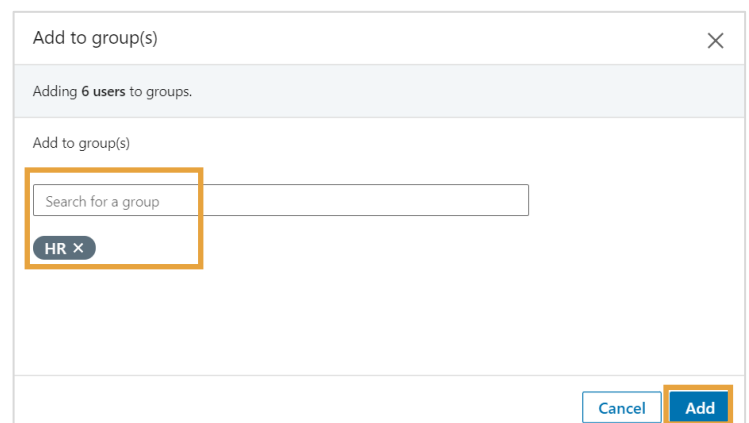 Add to group(s)
Adding 6 users to groups.
Add to group(s)
Search for a group
HR ×
Cancel
Add